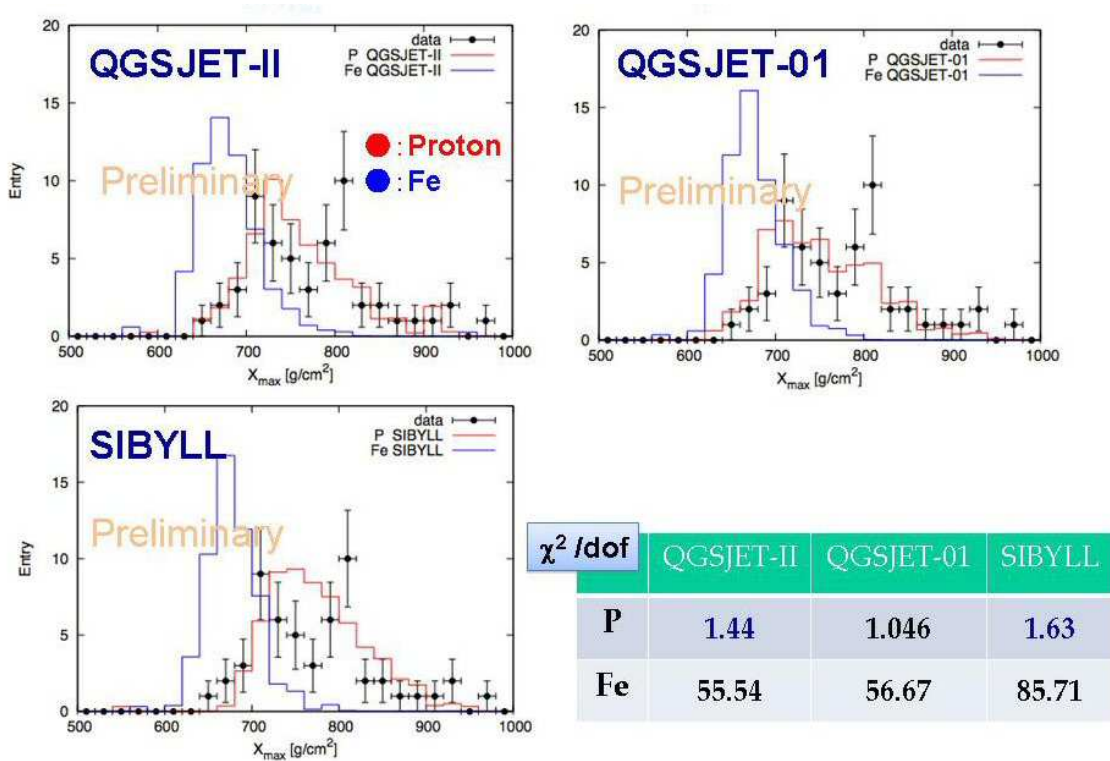 QGSJET-II
data
P QGSJET-II
Fe QGSJET-II
● : Proton
● : Fe
Preliminary
Entry
20
15
10
5
0
500 600 700 800 900 1000
Xmax [g/cm²]
QGSJET-01
data
P QGSJET-01
Fe QGSJET-01
Preliminary
Entry
20
15
10
5
0
500 600 700 800 900 1000
Xmax [g/cm²]
SIBYLL
data
P SIBYLL
Fe SIBYLL
Preliminary
Entry
20
15
10
5
0
500 600 700 800 900 1000
Xmax [g/cm²]
χ² /dof
QGSJET-II QGSJET-01 SIBYLL
P 1.44 1.046 1.63
Fe 55.54 56.67 85.71